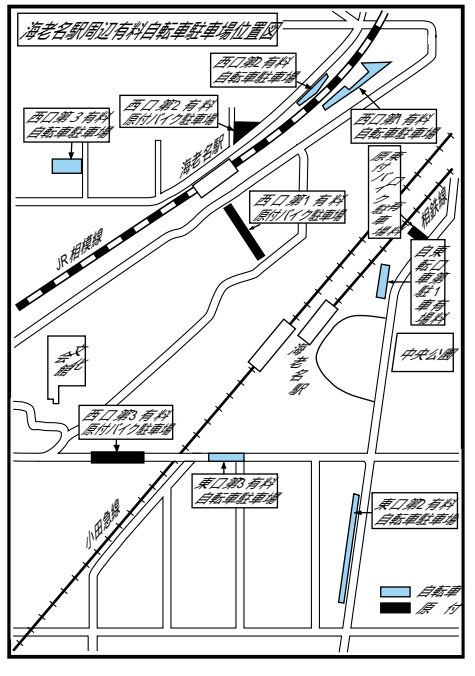 海老名駅周辺有料自転車駐車場位置図
西口第2有料
自転車駐車場
西口第2有料
原付バイク駐車場
西口第3有料
自転車駐車場
西口第1有料
自転車駐車場
海老名駅
東口
原付バイク駐車場
有料
西口第1有料
原付バイク駐車場
相鉄線
JR相模線
東口第1有料
自転車駐車場
文化
会館
海老名駅
中央公園
西口第3有料
原付バイク駐車場
東口第3有料
自転車駐車場
東口第2有料
自転車駐車場
小田急線
自転車
原 付